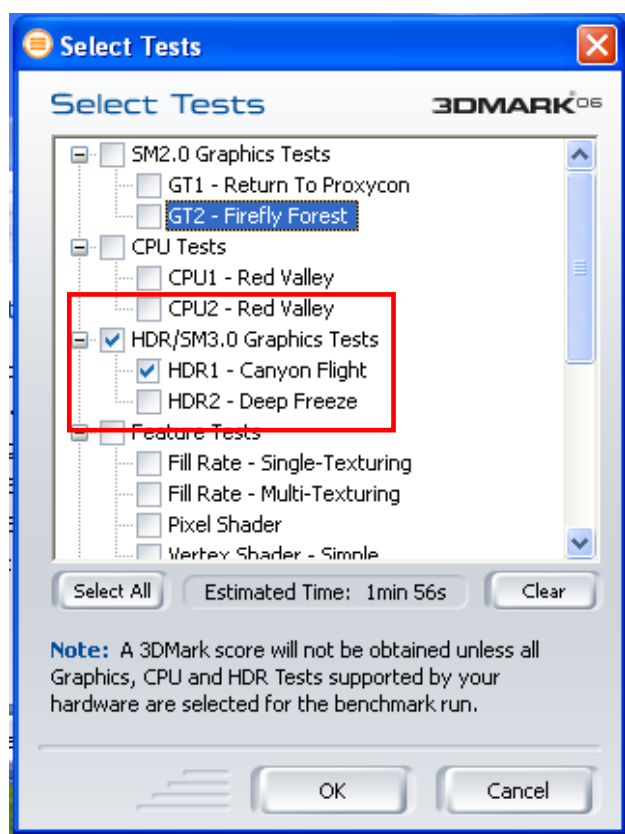 Select Tests
Select Tests
3DMARK06
SM2.0 Graphics Tests
GT1 - Return To Proxycon
GT2 - Firefly Forest
CPU Tests
CPU1 - Red Valley
CPU2 - Red Valley
HDR/SM3.0 Graphics Tests
HDR1 - Canyon Flight
HDR2 - Deep Freeze
Feature Tests
Fill Rate - Single-Texturing
Fill Rate - Multi-Texturing
Pixel Shader
Vertex Shader - Simple
Select All
Estimated Time: 1min 56s
Clear
Note: A 3DMark score will not be obtained unless all
Graphics, CPU and HDR Tests supported by your
hardware are selected for the benchmark run.
OK
Cancel